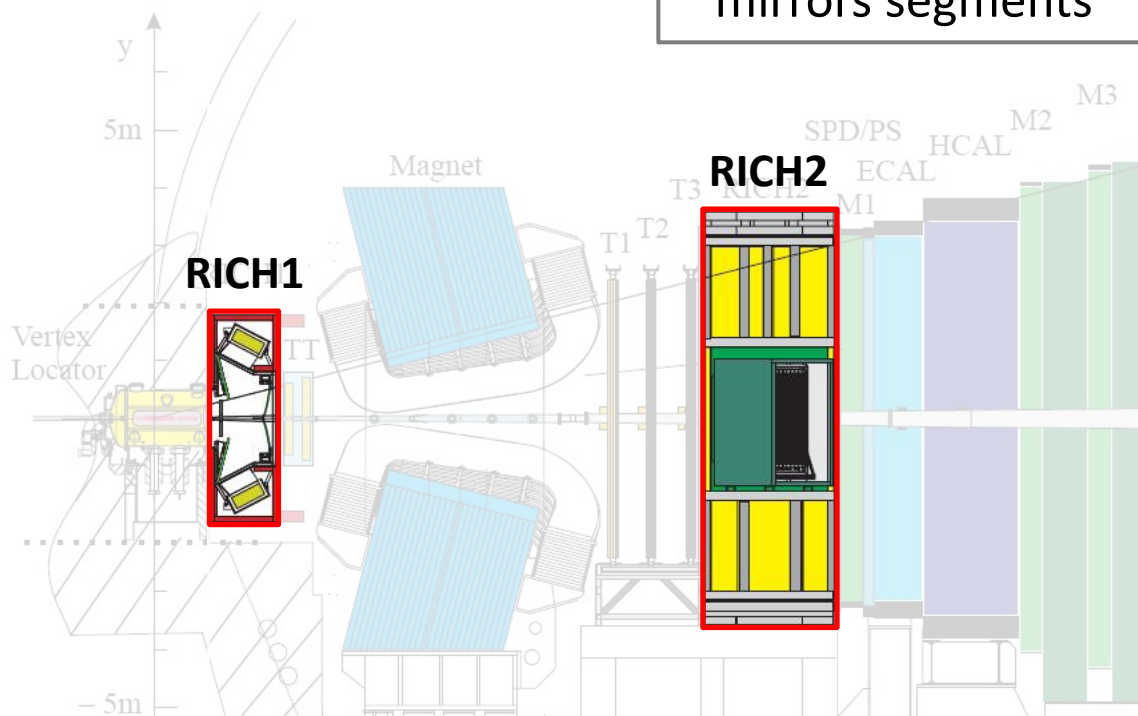 mirrors segments
y
5m
Magnet
SPD/PS
HCAL
M2
M3
ECAL
RICH2
T3
RICH2
M1
T2
T1
RICH1
Vertex
Locator
TT
– 5m